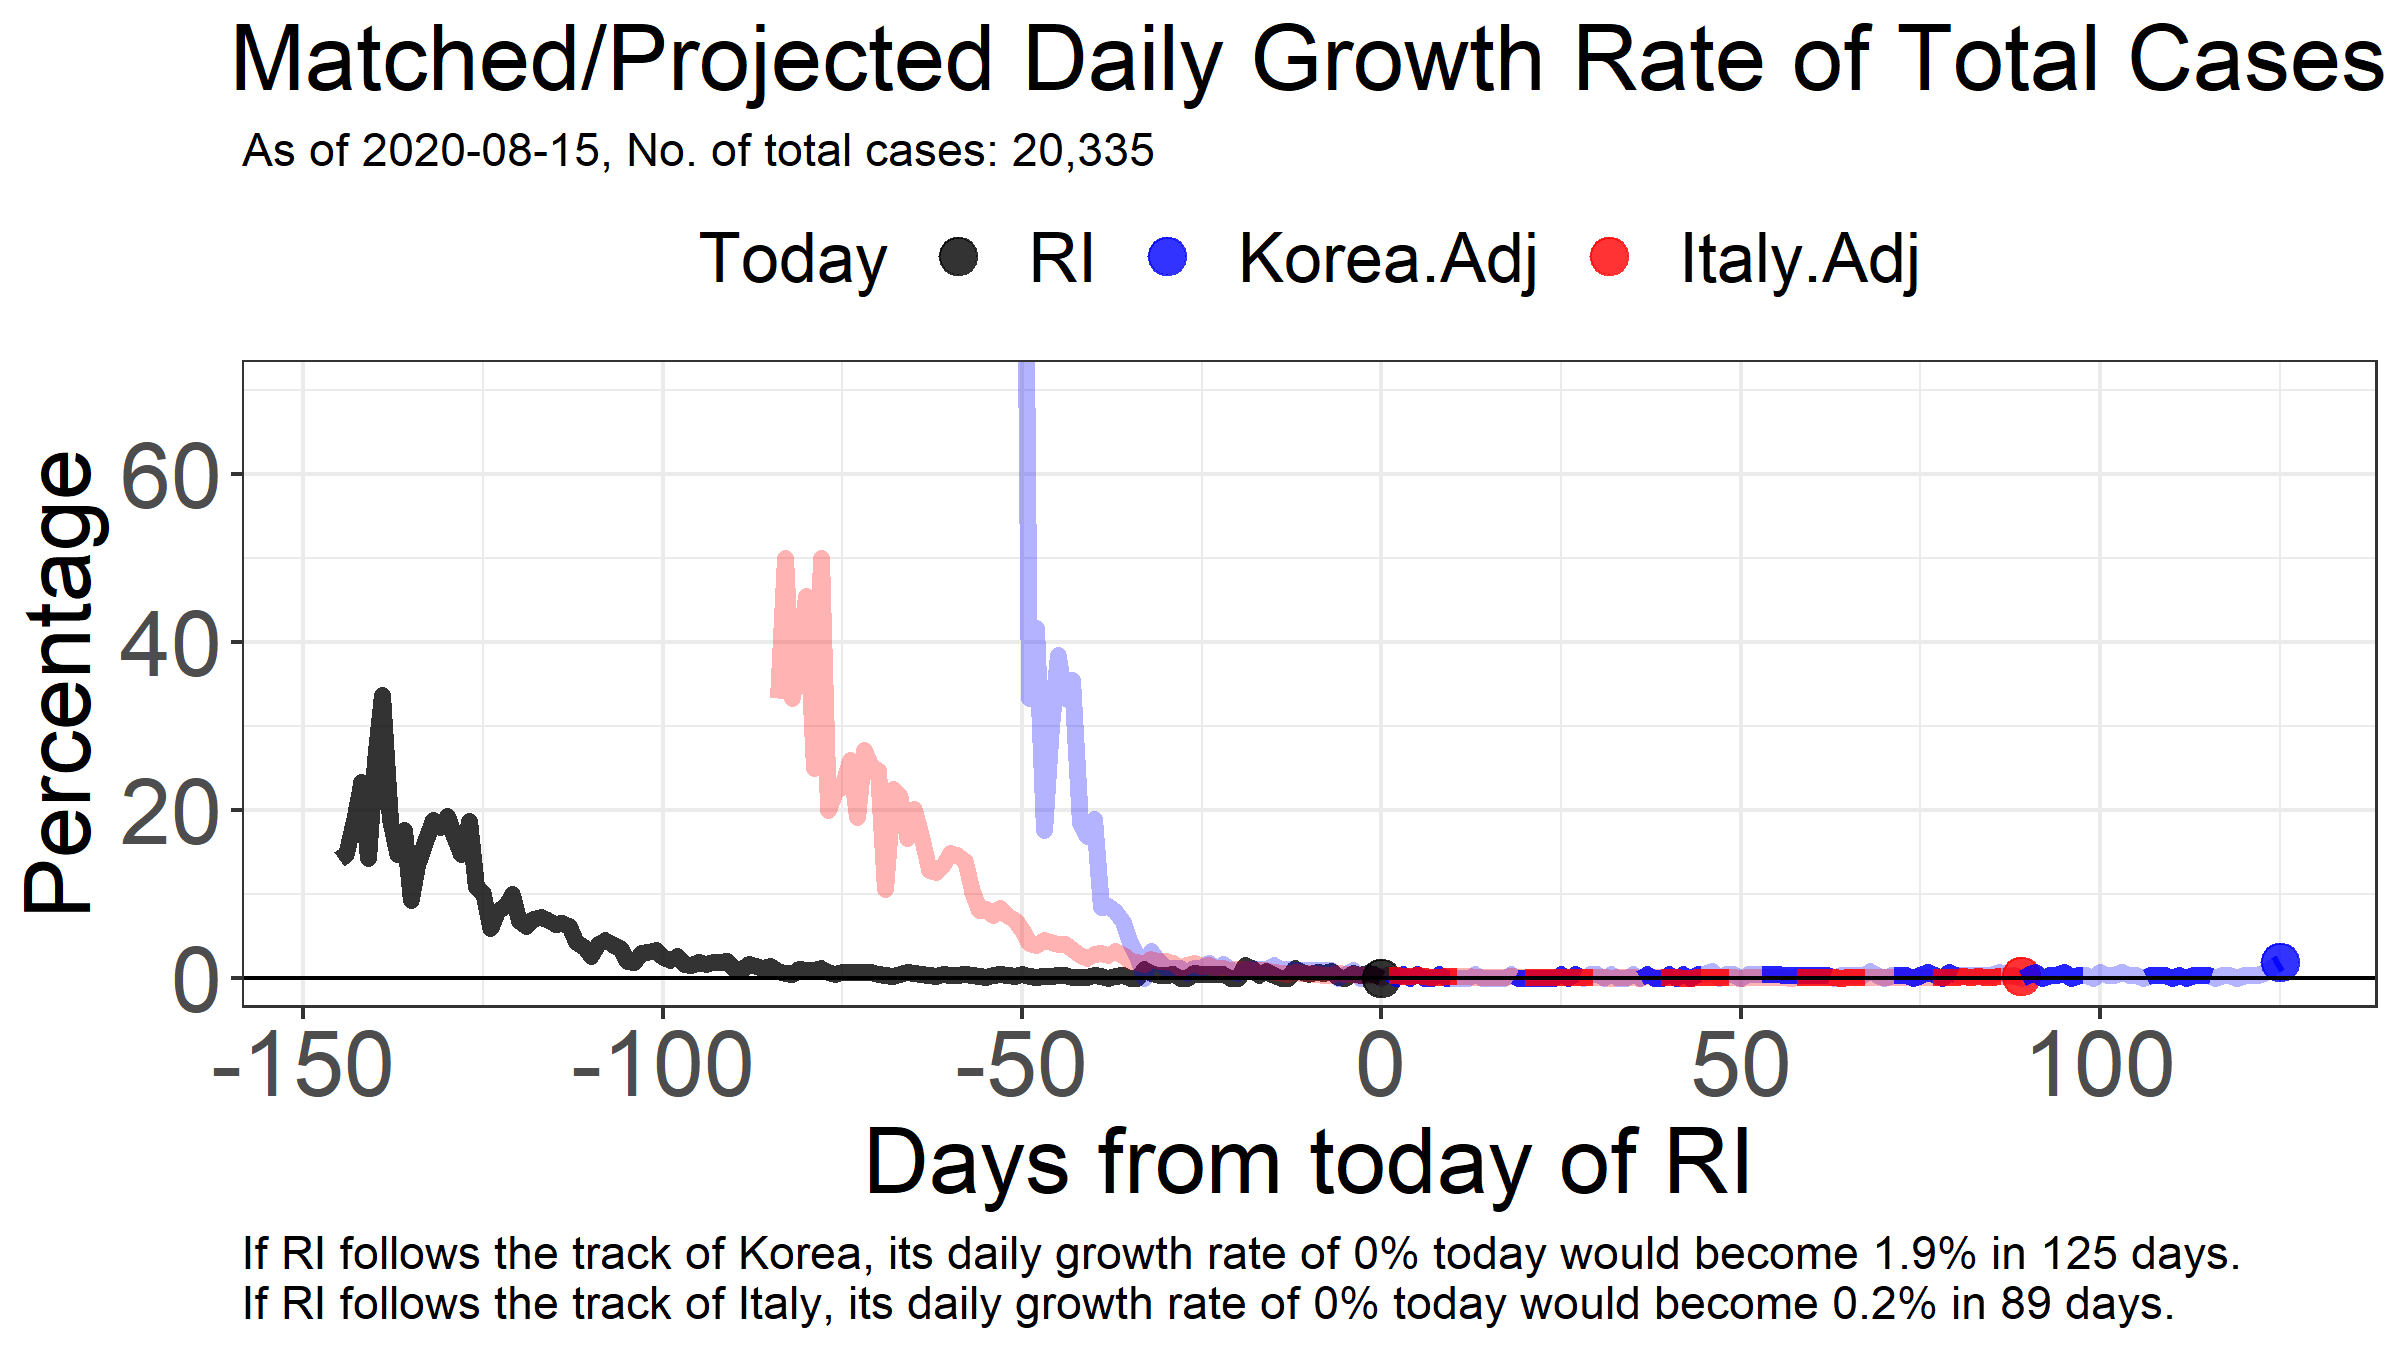 Matched/Projected Daily Growth Rate of Total Cases
As of 2020-08-15, No. of total cases: 20,335
Today RI Korea.Adj Italy.Adj
Percentage
60
40
20
0
-150 -100 -50 0 50 100
Days from today of RI
If RI follows the track of Korea, its daily growth rate of 0% today would become 1.9% in 125 days.
If RI follows the track of Italy, its daily growth rate of 0% today would become 0.2% in 89 days.